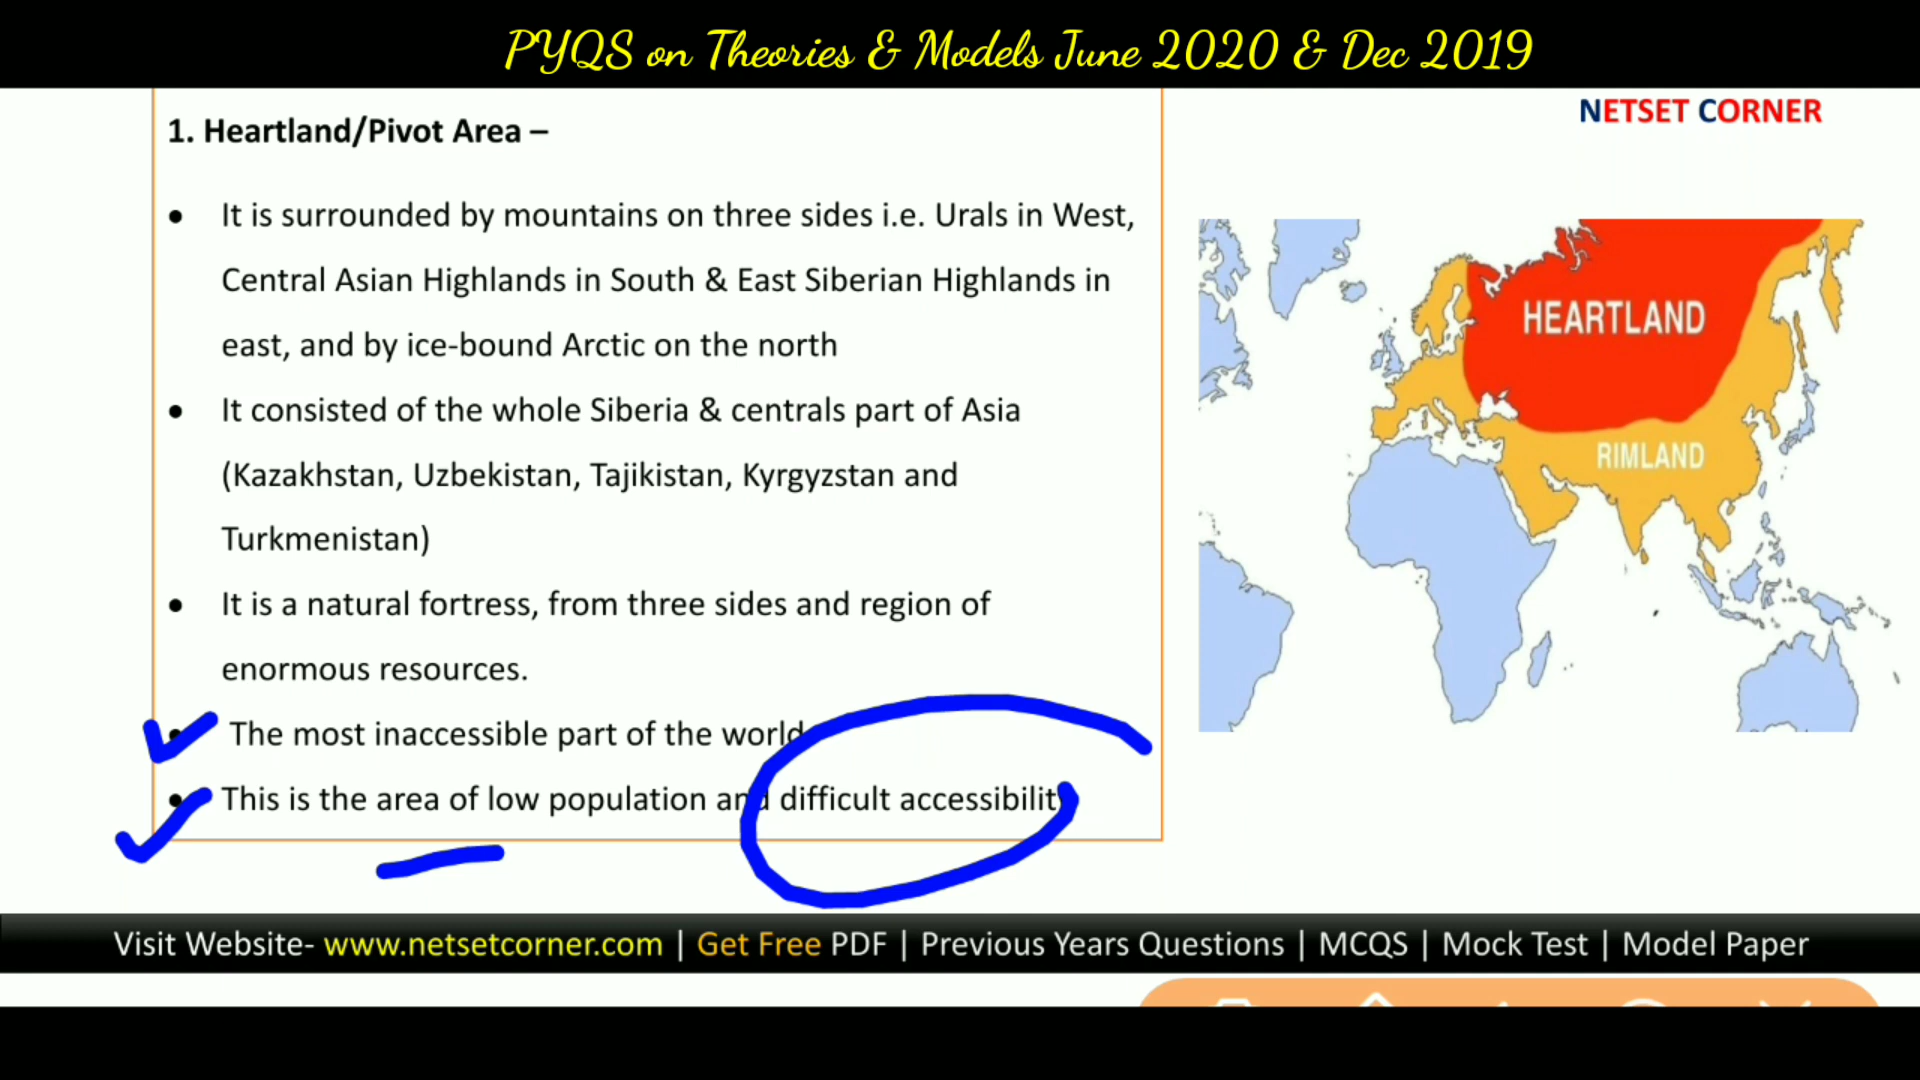 PYQS on Theories & Models June 2020 & Dec 2019
NETSET CORNER
1. Heartland/Pivot Area –
• It is surrounded by mountains on three sides i.e. Urals in West,
Central Asian Highlands in South & East Siberian Highlands in
east, and by ice-bound Arctic on the north
• It consisted of the whole Siberia & centrals part of Asia
(Kazakhstan, Uzbekistan, Tajikistan, Kyrgyzstan and
Turkmenistan)
• It is a natural fortress, from three sides and region of
enormous resources.
• The most inaccessible part of the world
• This is the area of low population and difficult accessibility
HEARTLAND
RIMLAND
Visit Website- www.netsetcorner.com | Get Free PDF | Previous Years Questions | MCQS | Mock Test | Model Paper